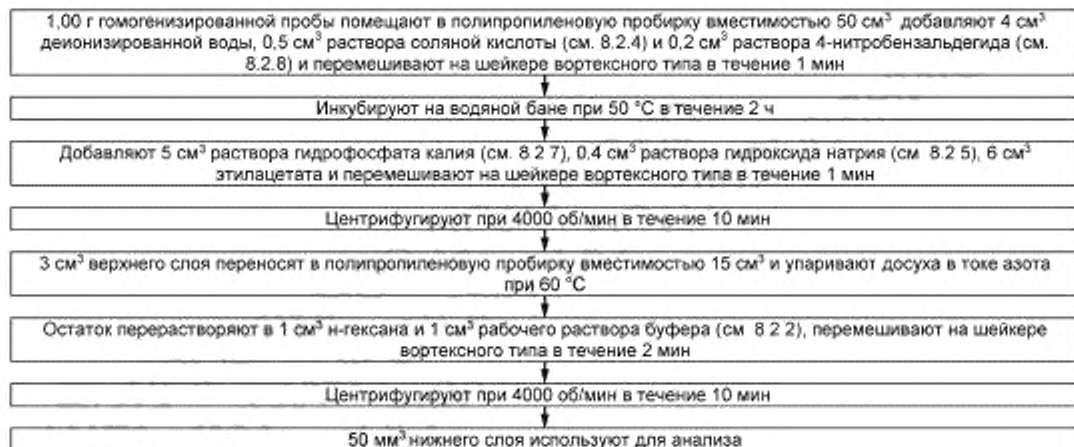 1,00 г гомогенизированной пробы помещают в полипропиленовую пробирку вместимостью 50 см³ добавляют 4 см³
деионизированной воды, 0,5 см³ раствора соляной кислоты (см. 8.2.4) и 0,2 см³ раствора 4-нитробензальдегида (см.
8.2.8) и перемешивают на шейкере вортексного типа в течение 1 мин
Инкубируют на водяной бане при 50 °С в течение 2 ч
Добавляют 5 см³ раствора гидрофосфата калия (см. 8 2 7), 0,4 см³ раствора гидроксида натрия (см 8.2 5), 6 см³
этилацетата и перемешивают на шейкере вортексного типа в течение 1 мин
Центрифугируют при 4000 об/мин в течение 10 мин
3 см³ верхнего слоя переносят в полипропиленовую пробирку вместимостью 15 см³ и упаривают досуха в токе азота
при 60 °С
Остаток перерастворяют в 1 см³ н-гексана и 1 см³ рабочего раствора буфера (см 8 2 2), перемешивают на шейкере
вортексного типа в течение 2 мин
Центрифугируют при 4000 об/мин в течение 10 мин
50 мм³ нижнего слоя используют для анализа